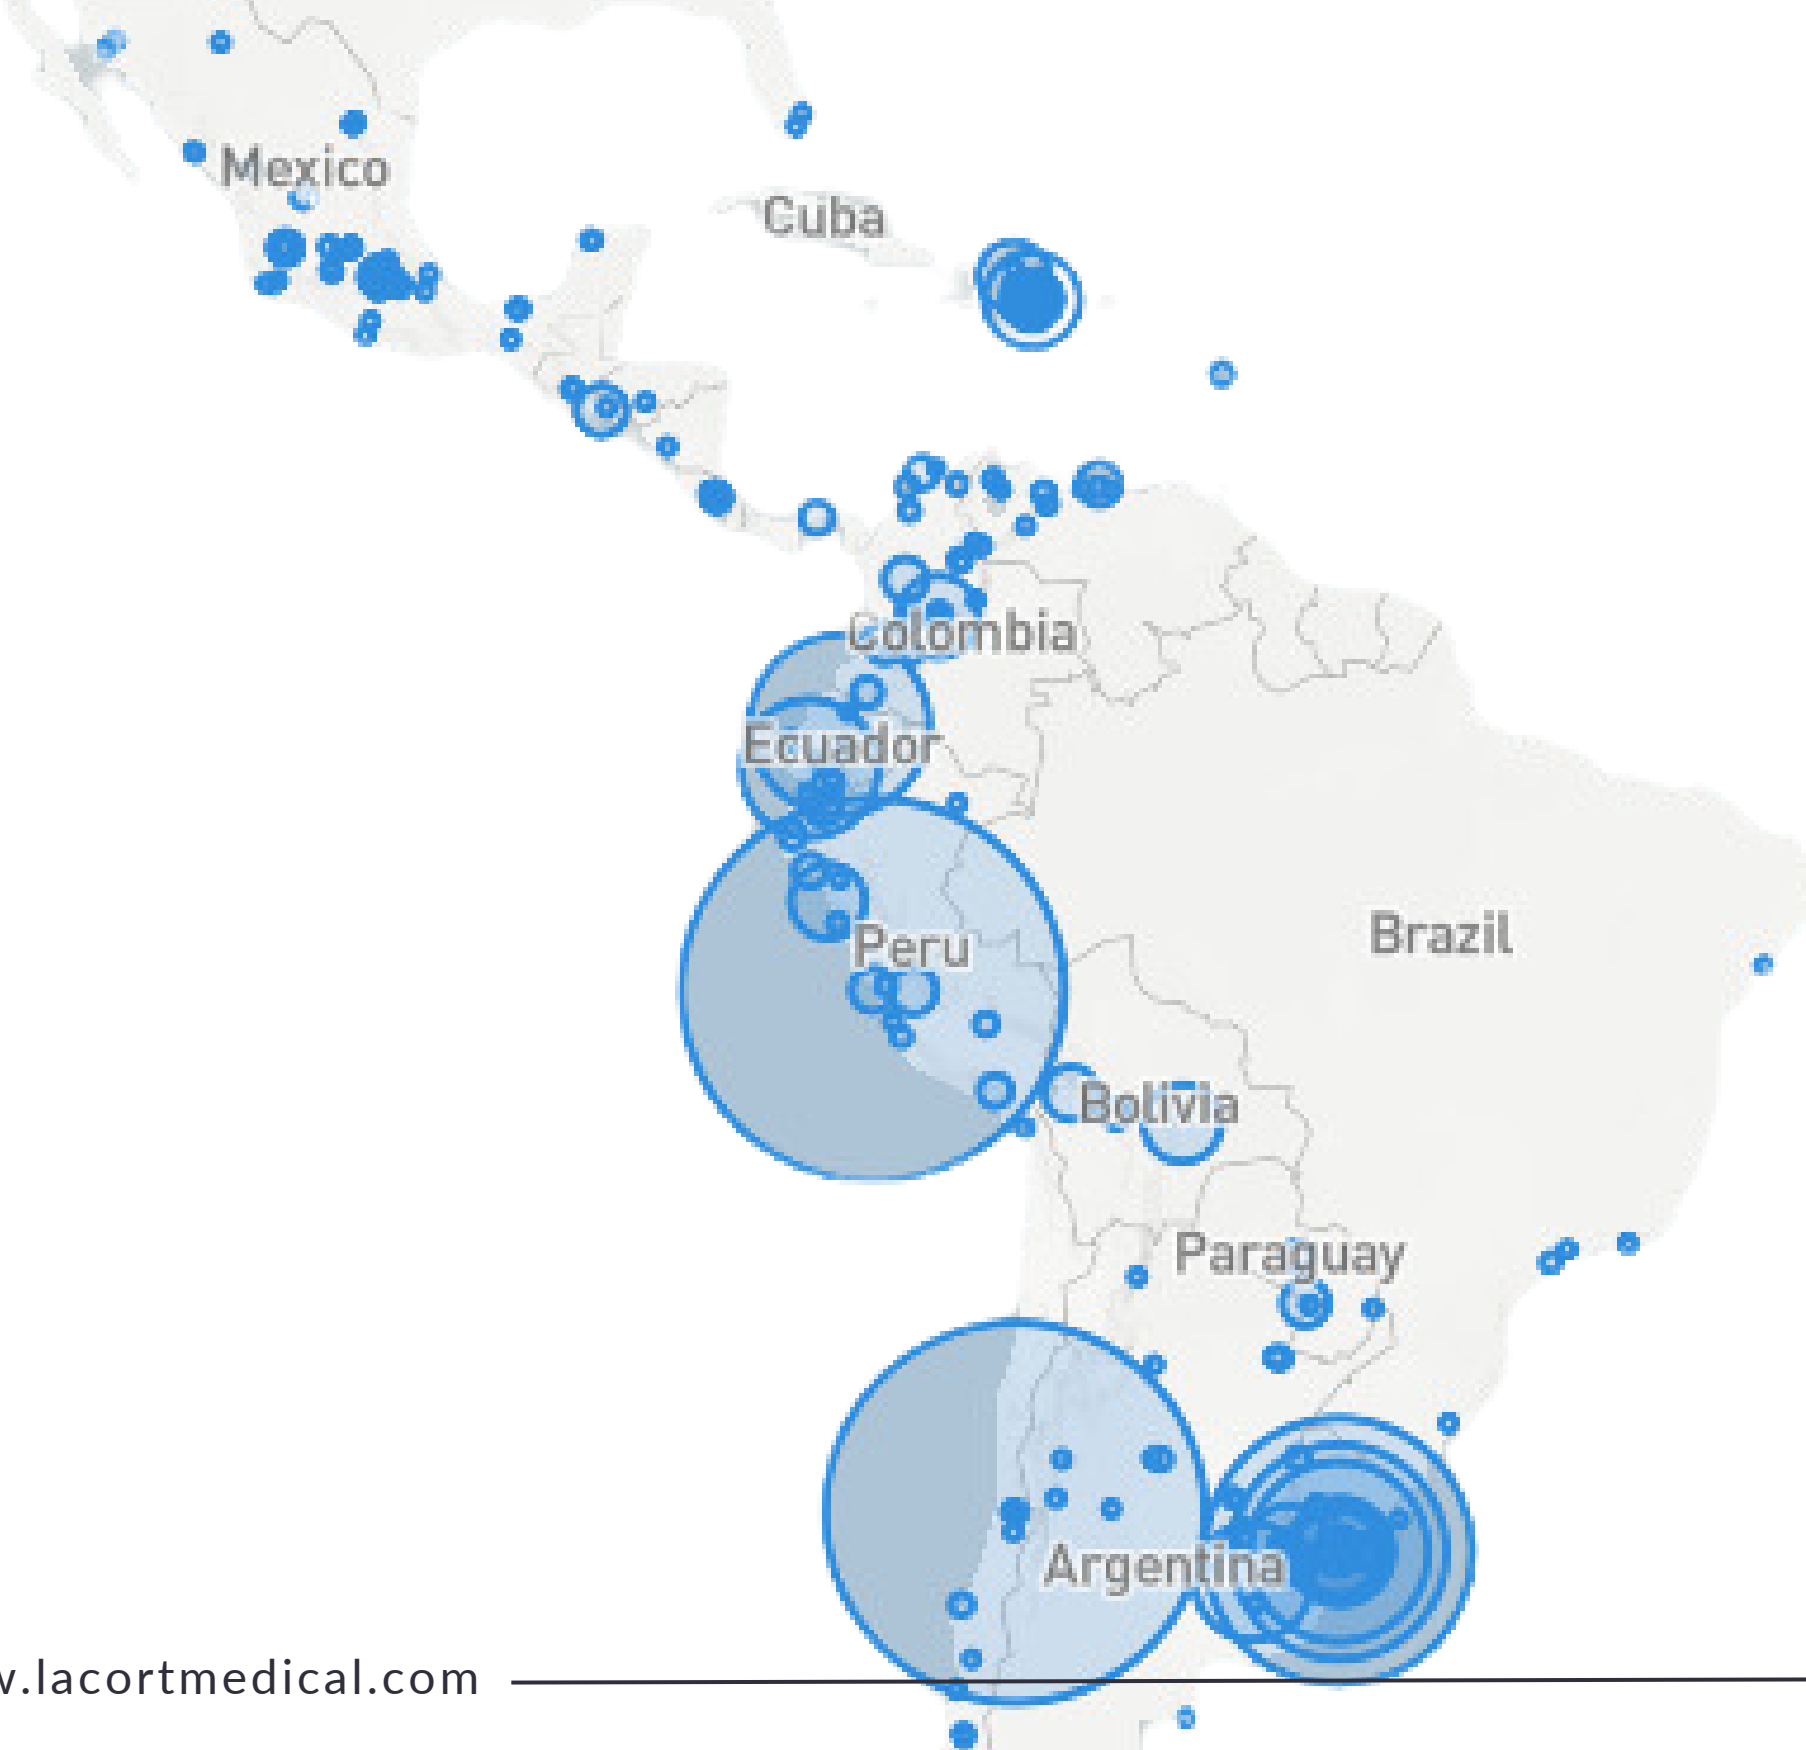 Mexico
Cuba
Colombia
Ecuador
Peru
Brazil
Bolivia
Paraguay
Argentina
.lacortmedical.com